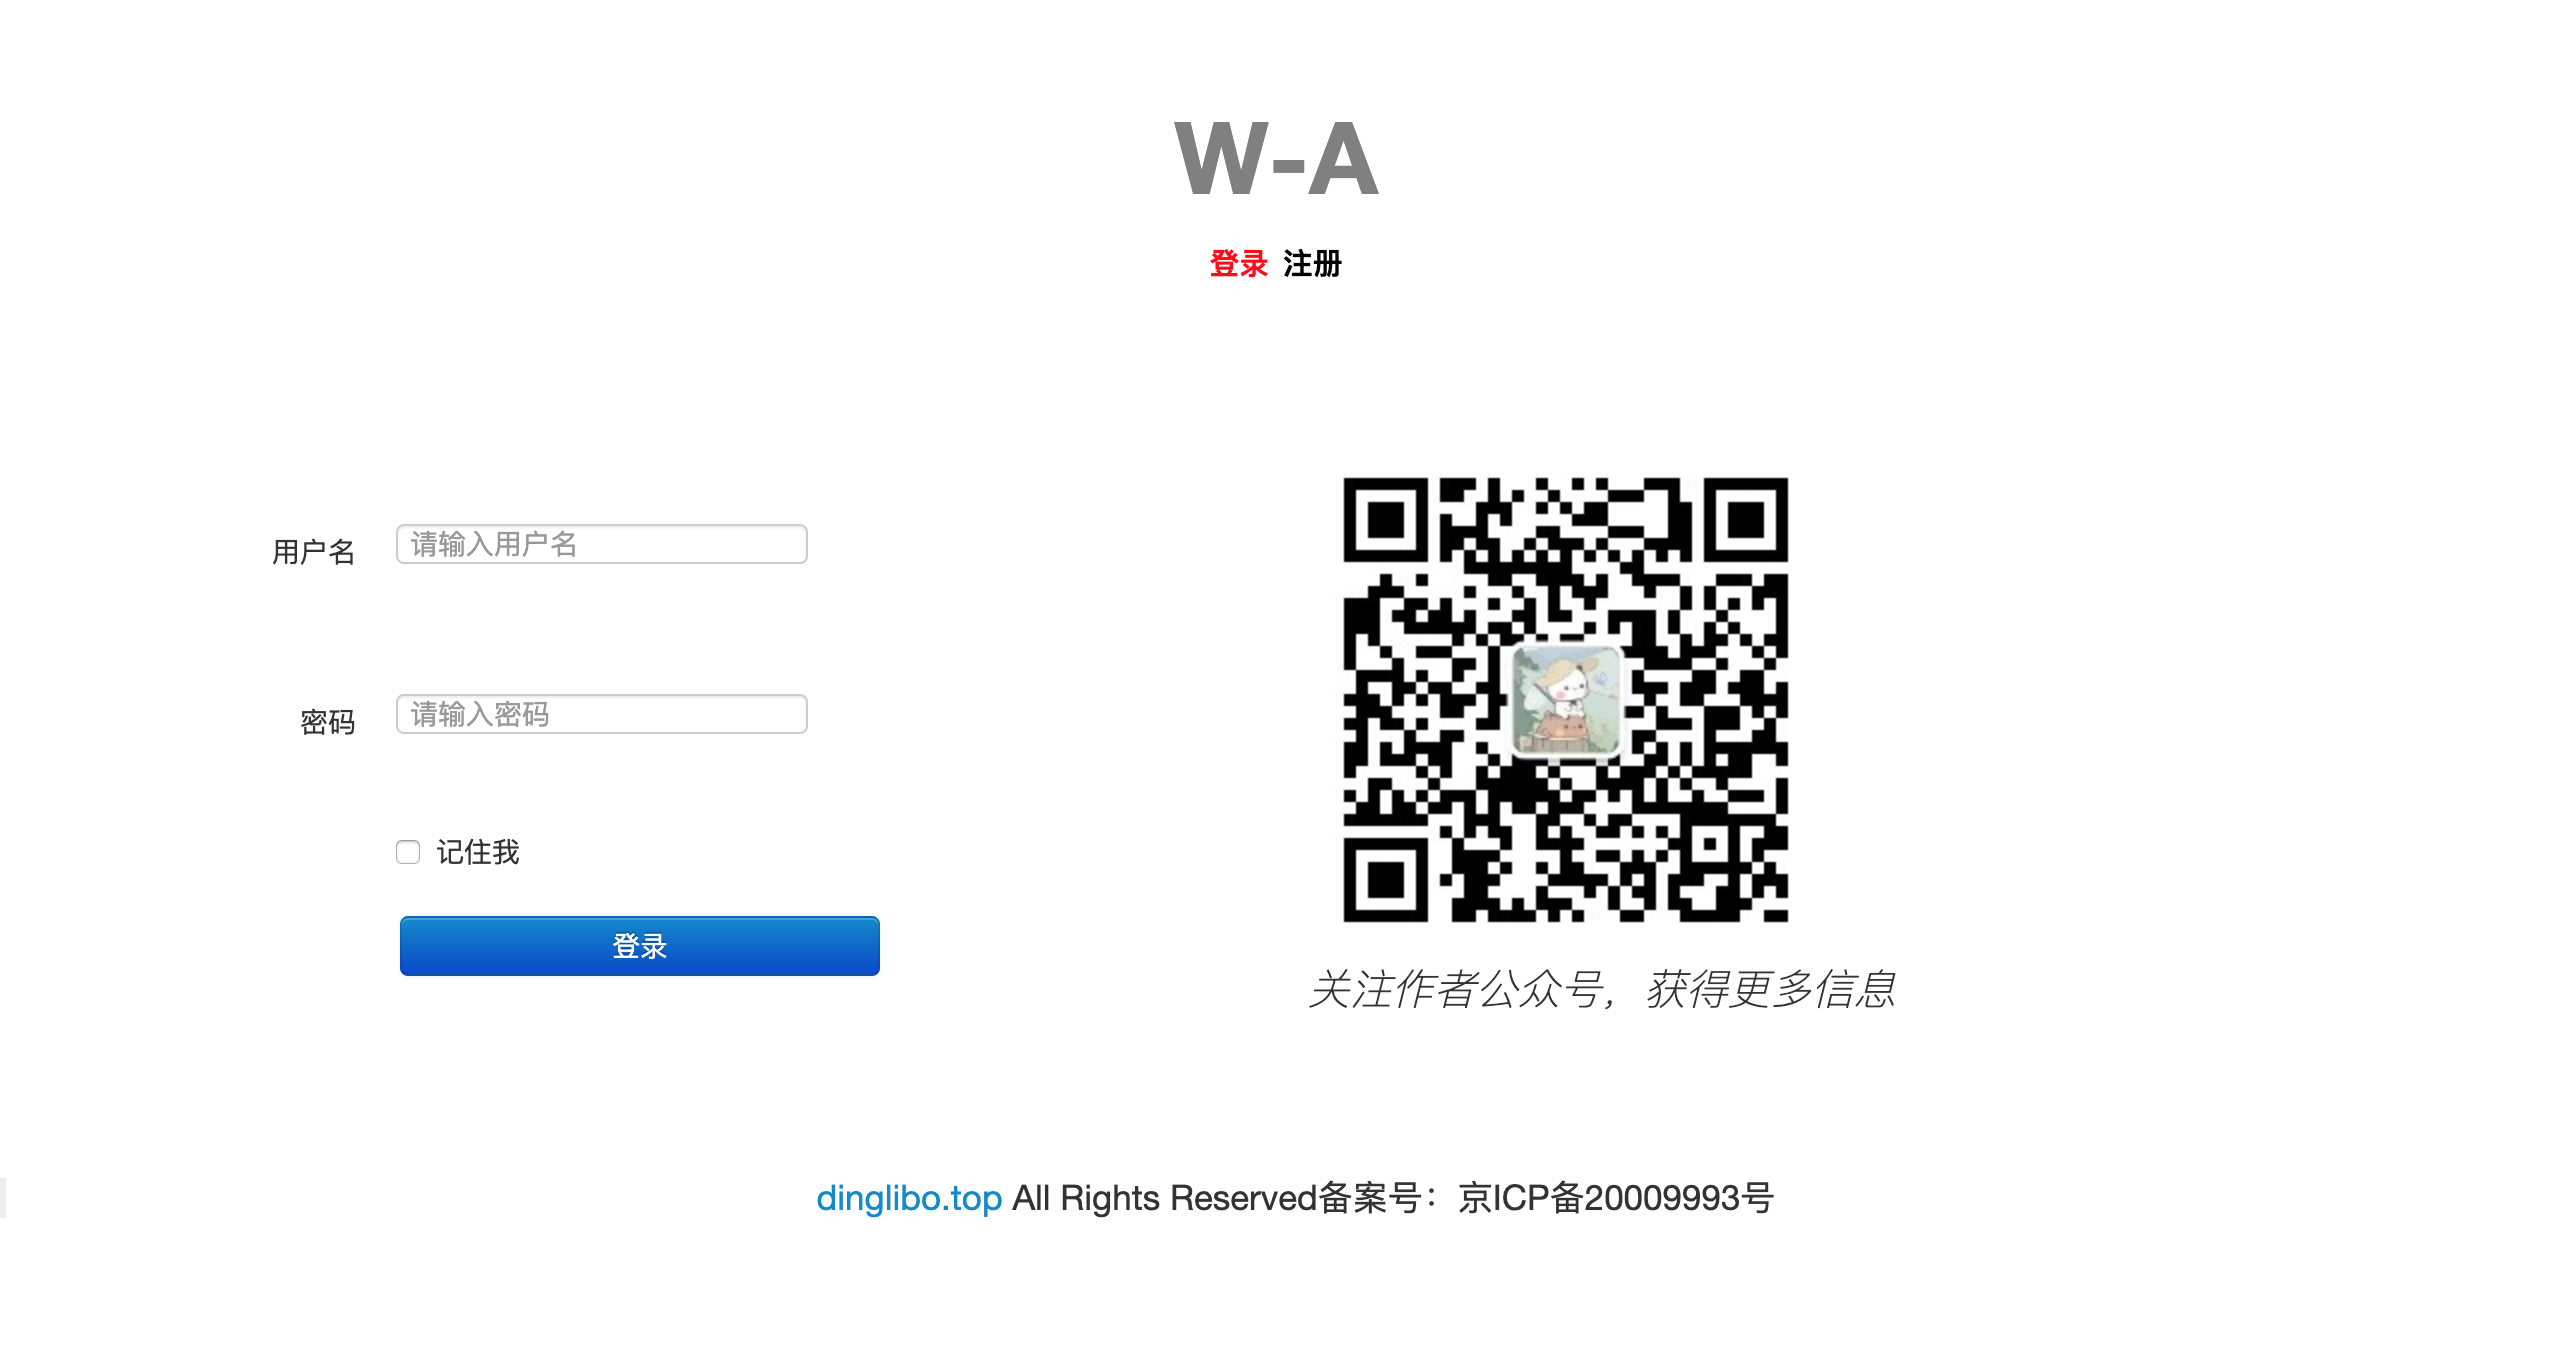 W-A
登录 注册
用户名 请输入用户名
密码 请输入密码
记住我
登录
关注作者公众号，获得更多信息
dinglibo.top All Rights Reserved备案号：京ICP备20009993号